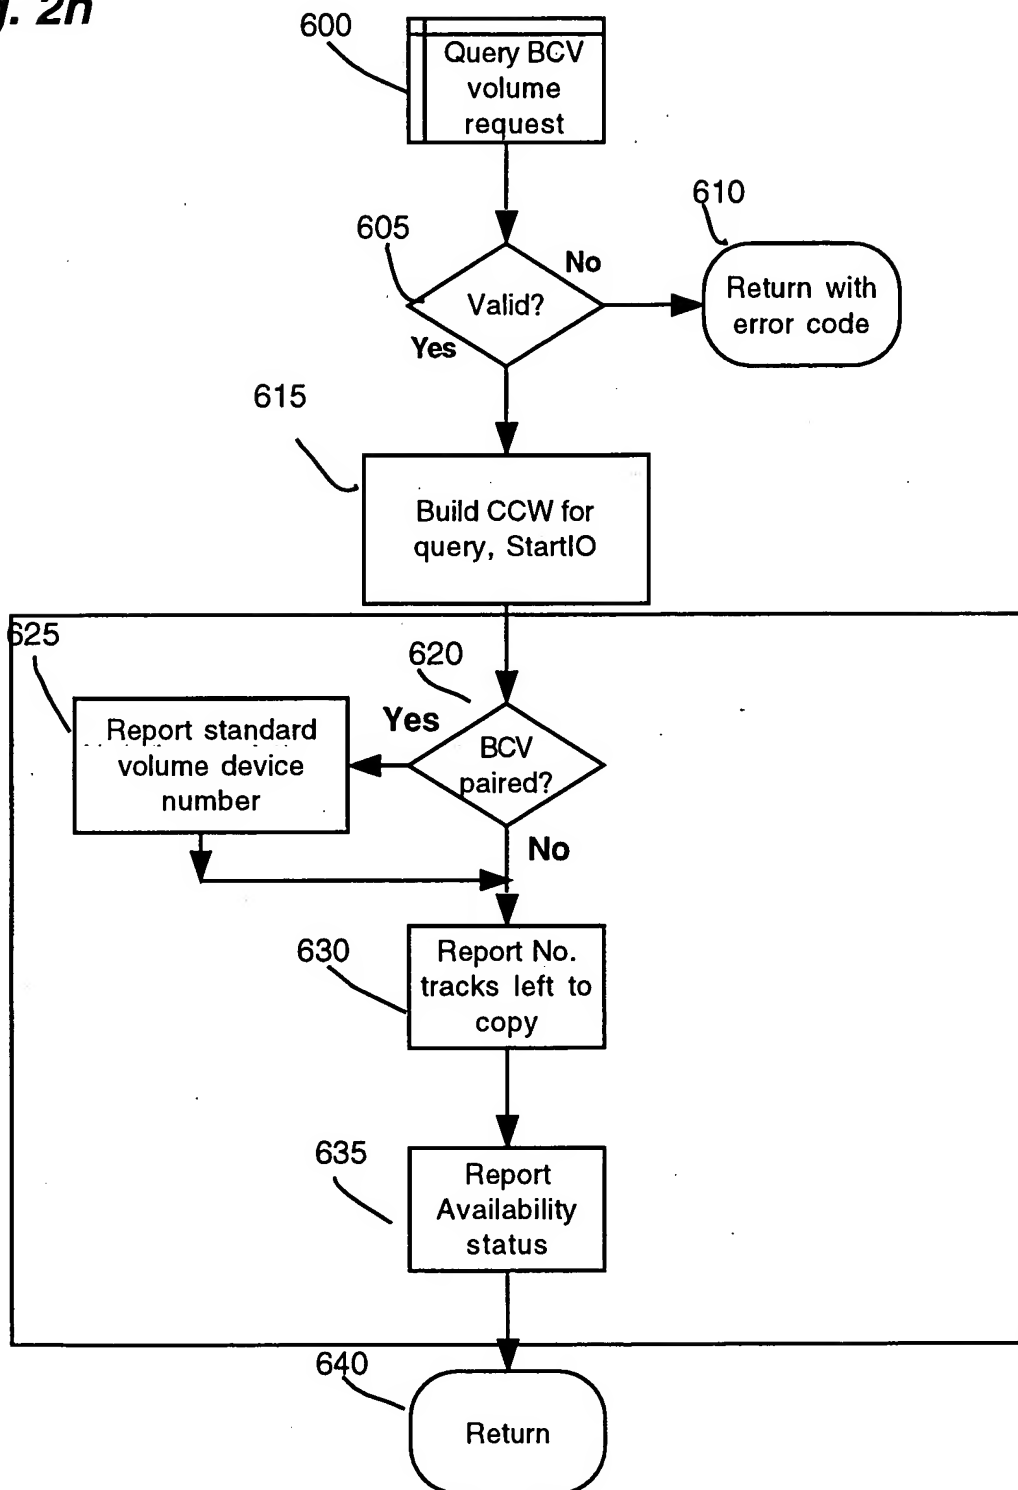 g. 2h
600
Query BCV
volume
request
610
605
No
Valid?
Return with
error code
Yes
615
Build CCW for
query, StartIO
625
620
Yes
Report standard
volume device
number
BCV
paired?
No
630
Report No.
tracks left to
copy
635
Report
Availability
status
640
Return